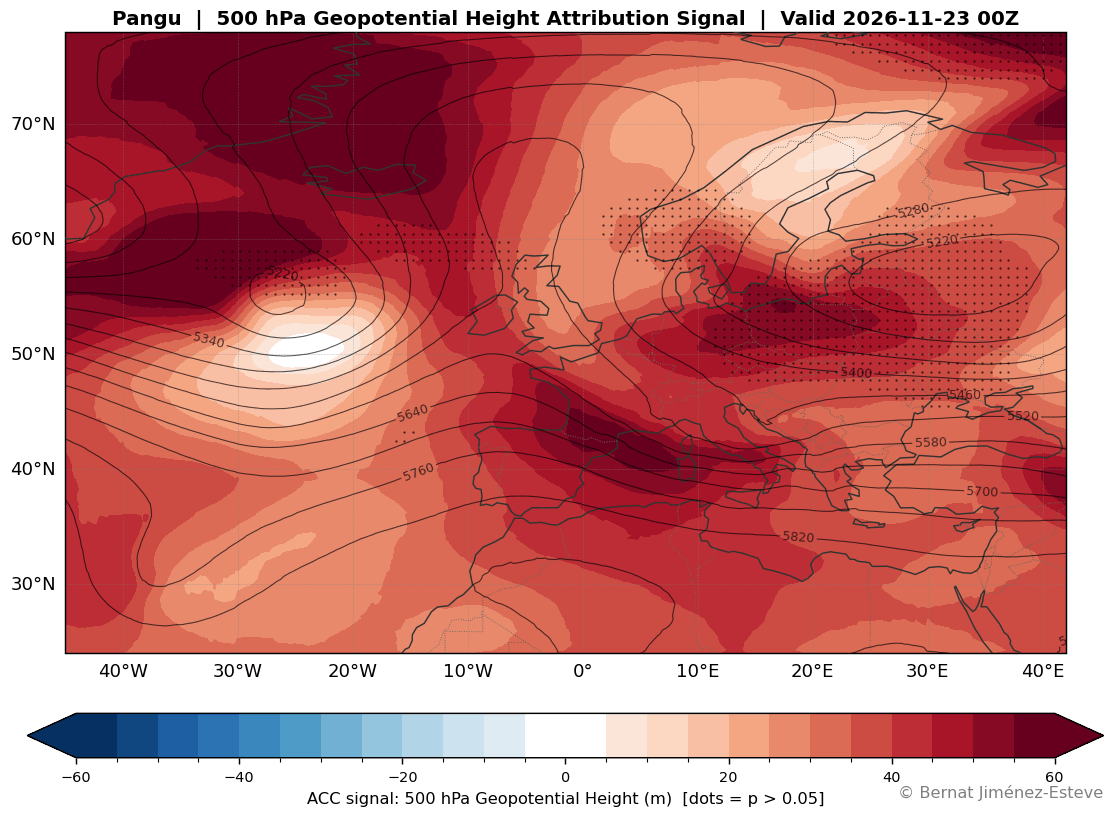 Pangu | 500 hPa Geopotential Height Attribution Signal | Valid 2026-11-23 00Z
70°N
60°N
50°N
40°N
30°N
5280
5220
5220
5340
5400
5460
5520
5640
5580
5760
5700
5820
40°W 30°W 20°W 10°W 0° 10°E 20°E 30°E 40°E
−60 −40 −20 0 20 40 60
ACC signal: 500 hPa Geopotential Height (m) [dots = p > 0.05]
© Bernat Jiménez-Esteve